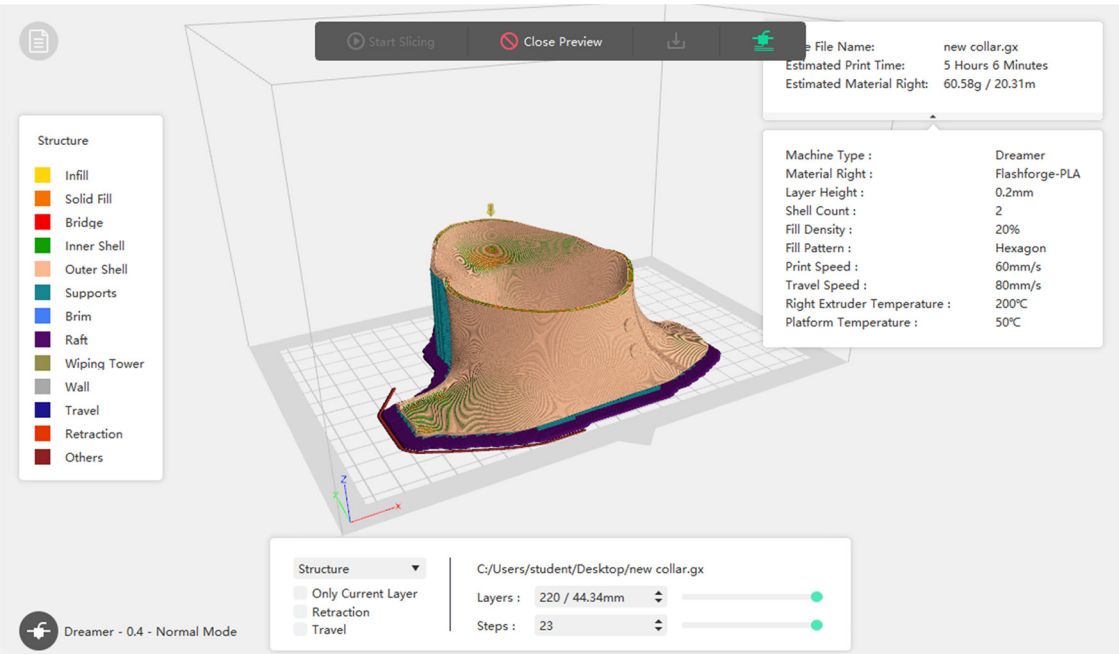 Start Slicing
Close Preview
e File Name: new collar.gx
Estimated Print Time: 5 Hours 6 Minutes
Estimated Material Right: 60.58g / 20.31m
Structure
Infill
Solid Fill
Bridge
Inner Shell
Outer Shell
Supports
Brim
Raft
Wiping Tower
Wall
Travel
Retraction
Others
Machine Type : Dreamer
Material Right : Flashforge-PLA
Layer Height : 0.2mm
Shell Count : 2
Fill Density : 20%
Fill Pattern : Hexagon
Print Speed : 60mm/s
Travel Speed : 80mm/s
Right Extruder Temperature : 200℃
Platform Temperature : 50℃
Z
Y
X
Structure
Only Current Layer
Retraction
Travel
C:/Users/student/Desktop/new collar.gx
Layers : 220 / 44.34mm
Steps : 23
Dreamer - 0.4 - Normal Mode